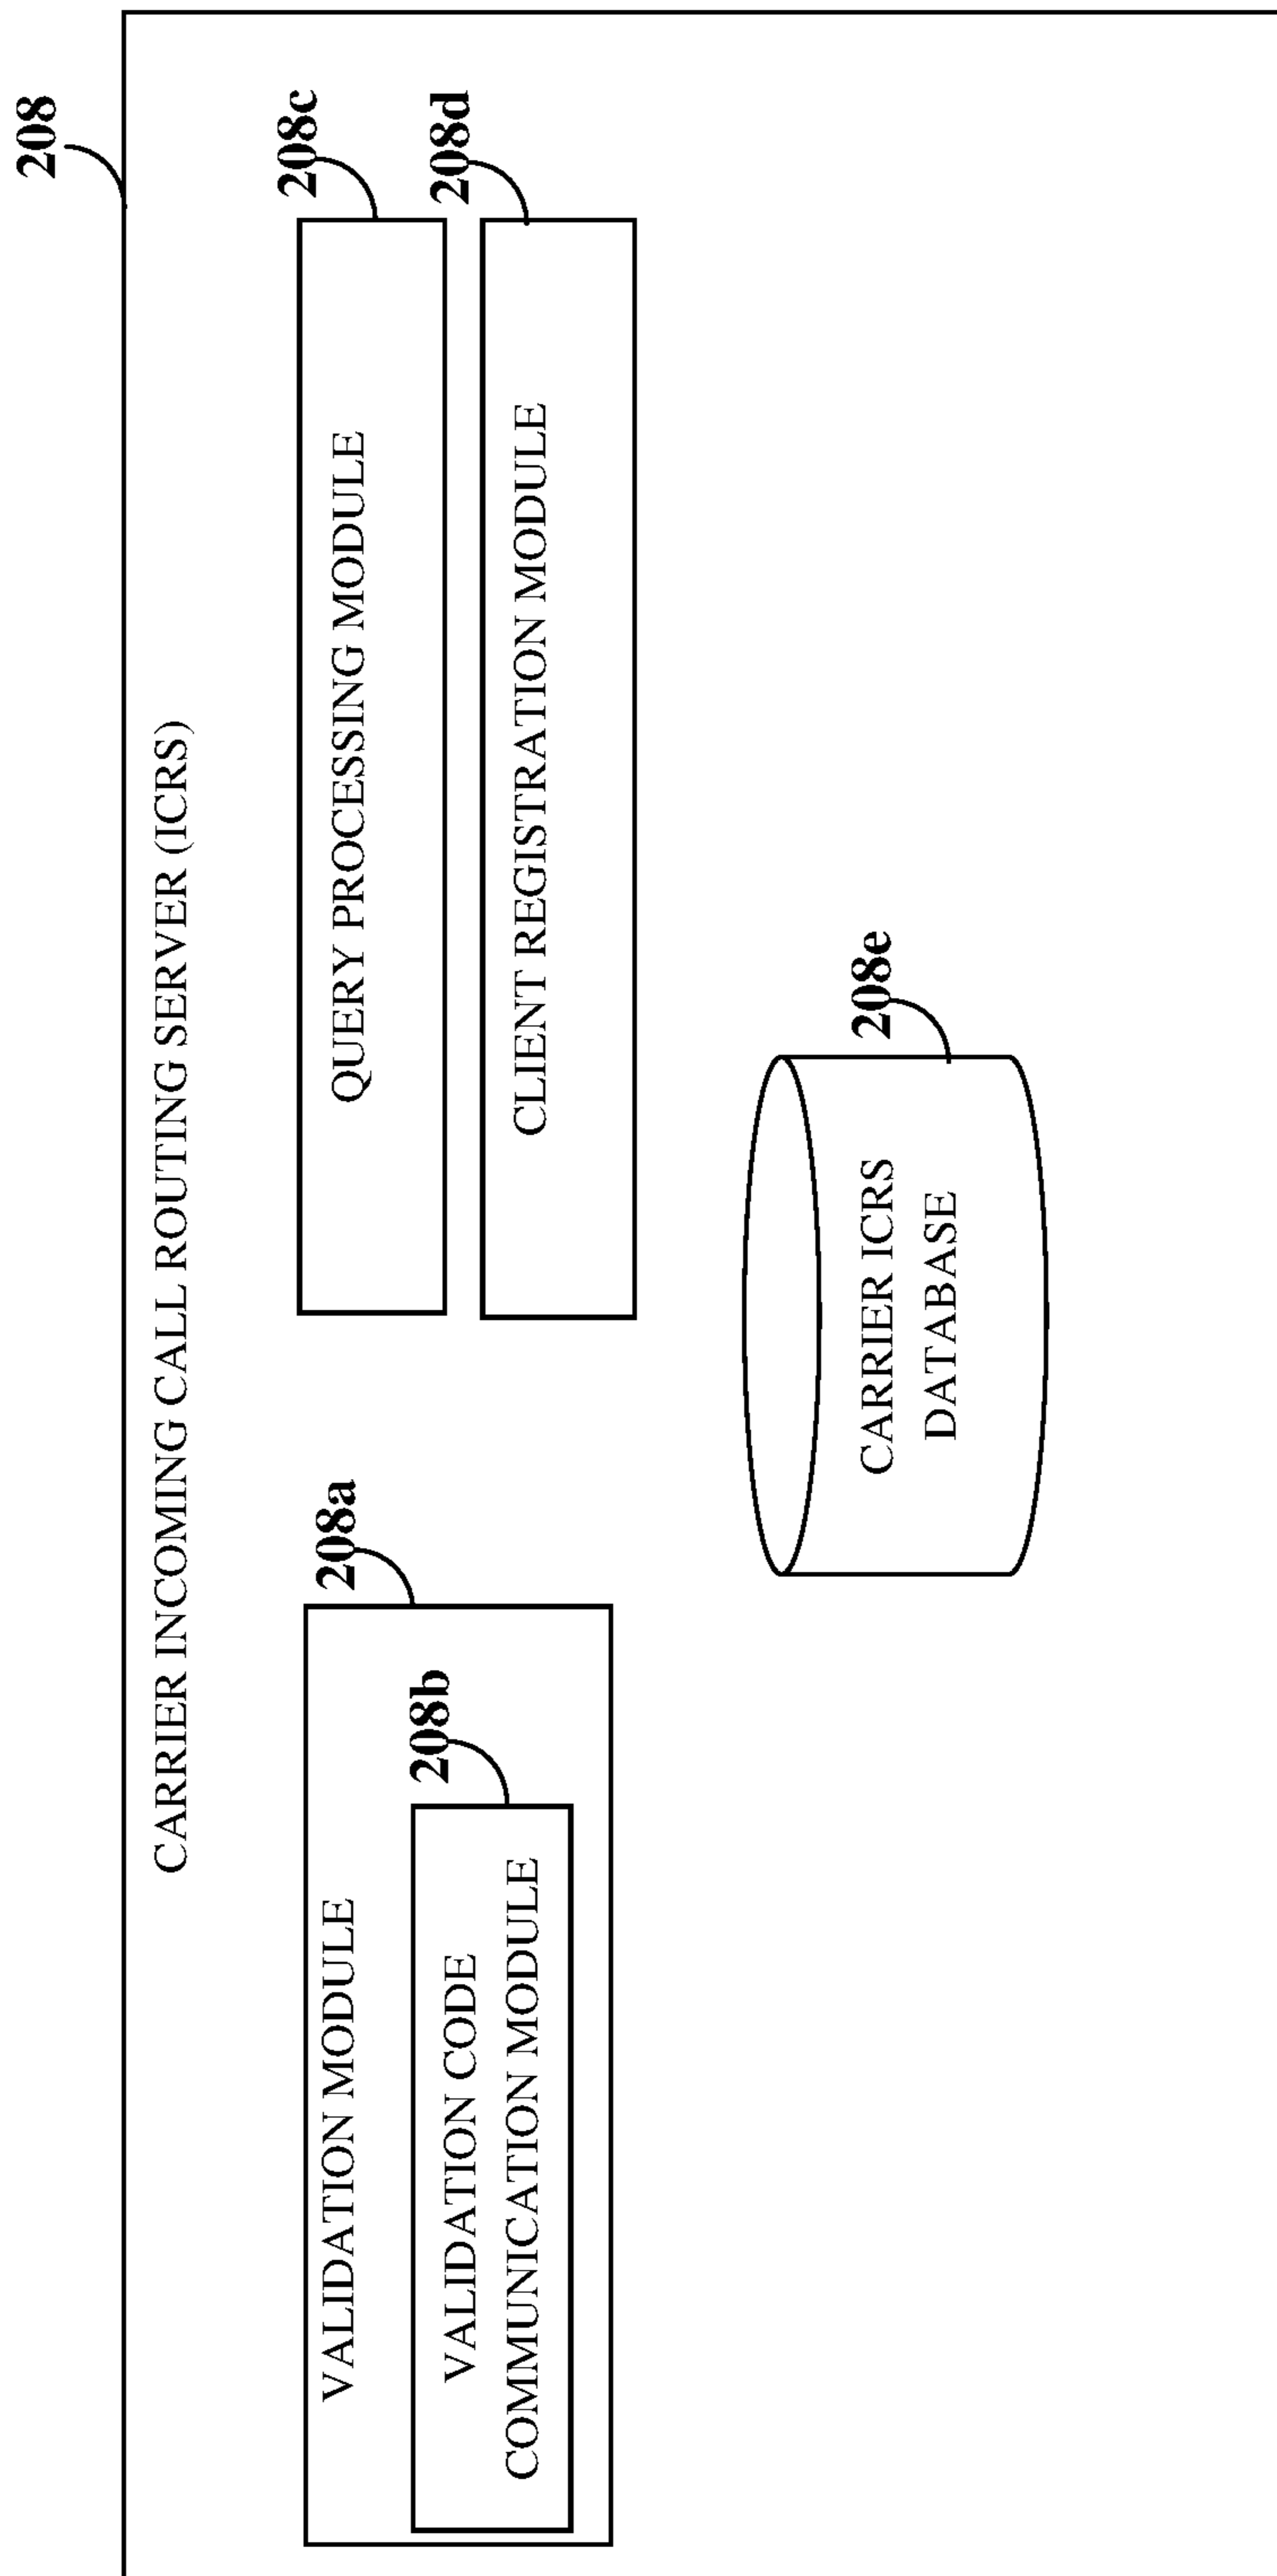 208
CARRIER INCOMING CALL ROUTING SERVER (ICRS)
208a
VALIDATION MODULE
208b
VALIDATION CODE
COMMUNICATION MODULE
208c
QUERY PROCESSING MODULE
208d
CLIENT REGISTRATION MODULE
208e
CARRIER ICRS
DATABASE